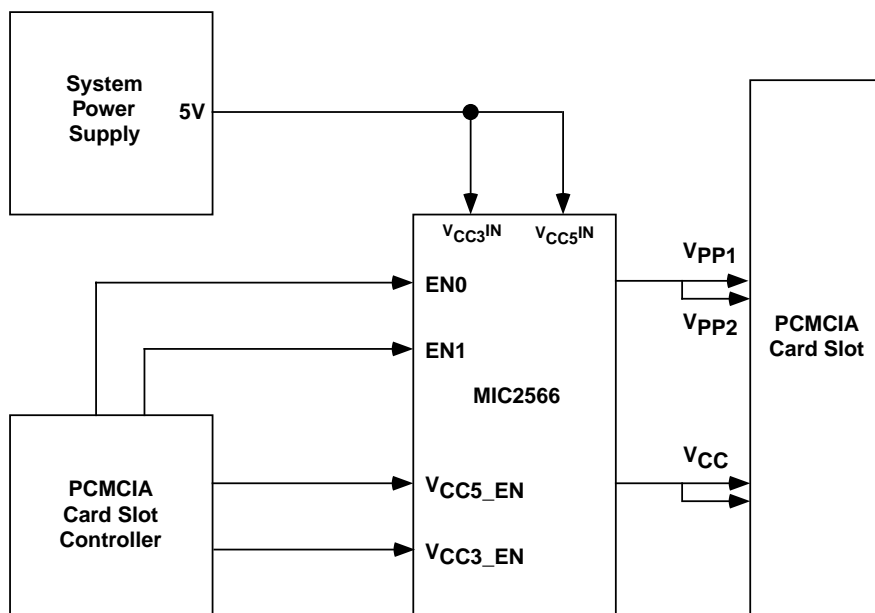 System
Power
Supply
5V
VCC3IN
VCC5IN
EN0
EN1
MIC2566
VCC5_EN
VCC3_EN
VPP1
VPP2
VCC
PCMCIA
Card Slot
PCMCIA
Card Slot
Controller